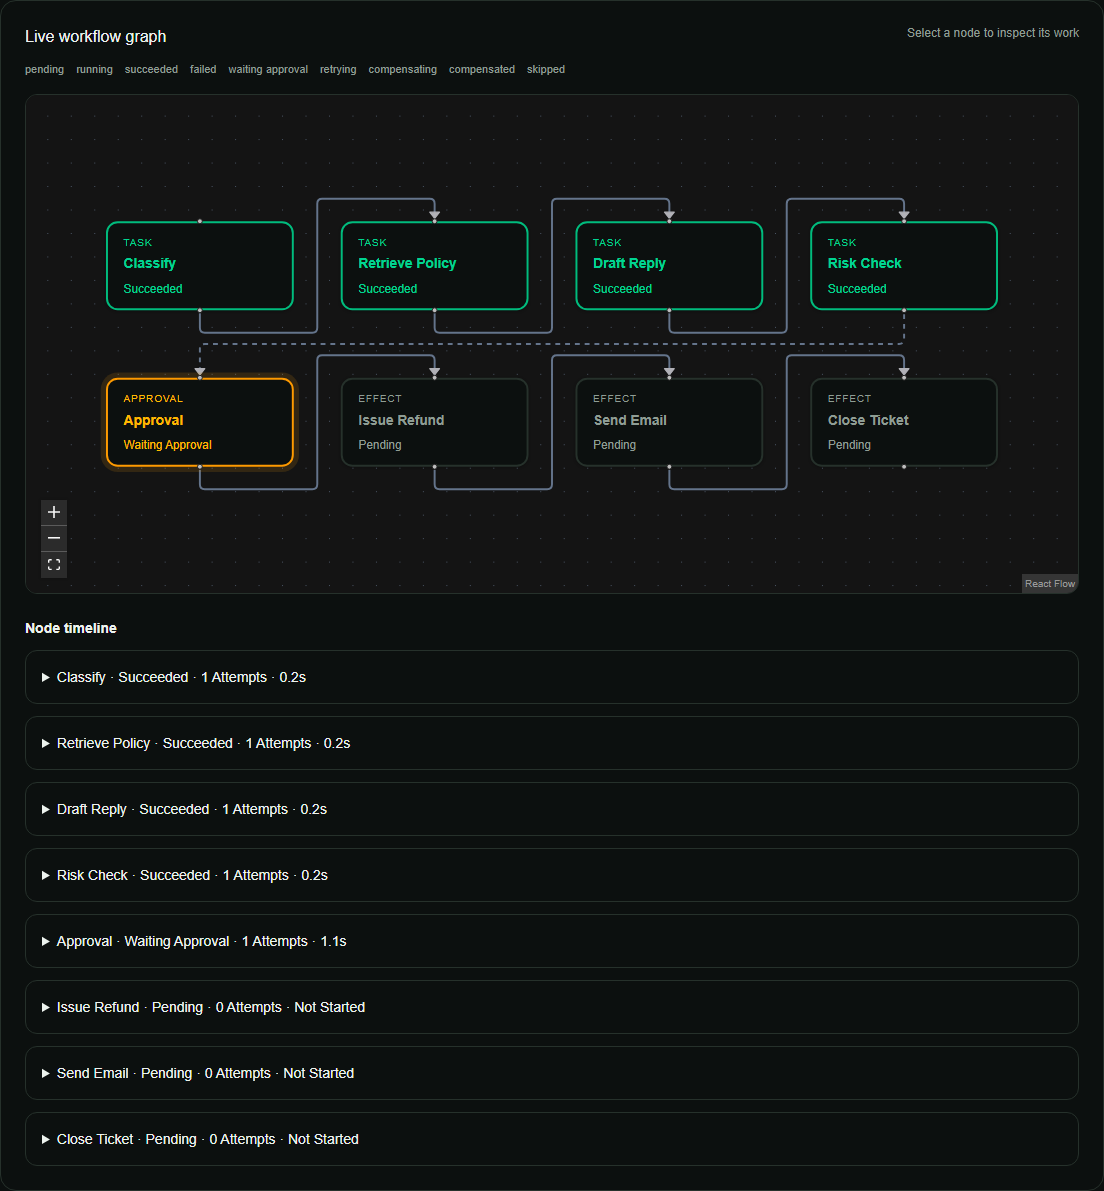 Live workflow graph
Select a node to inspect its work
pending running succeeded failed waiting approval retrying compensating compensated skipped
TASK
Classify
Succeeded
TASK
Retrieve Policy
Succeeded
TASK
Draft Reply
Succeeded
TASK
Risk Check
Succeeded
APPROVAL
Approval
Waiting Approval
EFFECT
Issue Refund
Pending
EFFECT
Send Email
Pending
EFFECT
Close Ticket
Pending
React Flow
Node timeline
Classify · Succeeded · 1 Attempts · 0.2s
Retrieve Policy · Succeeded · 1 Attempts · 0.2s
Draft Reply · Succeeded · 1 Attempts · 0.2s
Risk Check · Succeeded · 1 Attempts · 0.2s
Approval · Waiting Approval · 1 Attempts · 1.1s
Issue Refund · Pending · 0 Attempts · Not Started
Send Email · Pending · 0 Attempts · Not Started
Close Ticket · Pending · 0 Attempts · Not Started